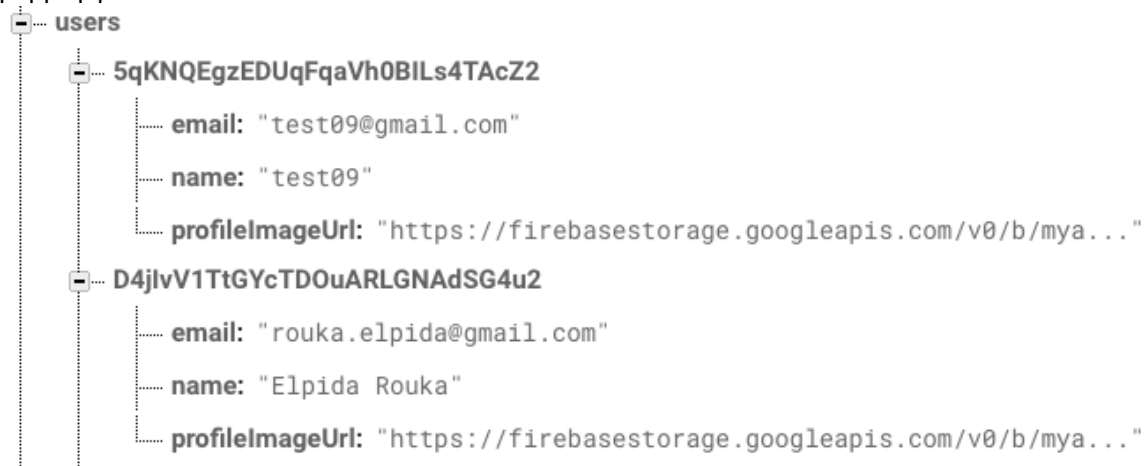 users
5qKNQEgzEDUqFqaVh0BILs4TAcZ2
email: "test09@gmail.com"
name: "test09"
profileImageUrl: "https://firebasestorage.googleapis.com/v0/b/mya..."
D4jIvV1TtGYcTDOuARLGNAdSG4u2
email: "rouka.elpida@gmail.com"
name: "Elpida Rouka"
profileImageUrl: "https://firebasestorage.googleapis.com/v0/b/mya..."